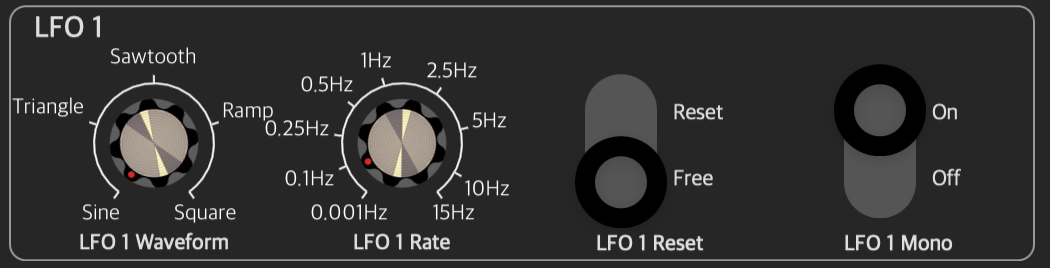 LFO 1
Sawtooth
Triangle
Ramp
Sine
Square
LFO 1 Waveform
1Hz
0.5Hz
2.5Hz
0.25Hz
5Hz
0.1Hz
10Hz
0.001Hz
15Hz
LFO 1 Rate
Reset
Free
LFO 1 Reset
On
Off
LFO 1 Mono